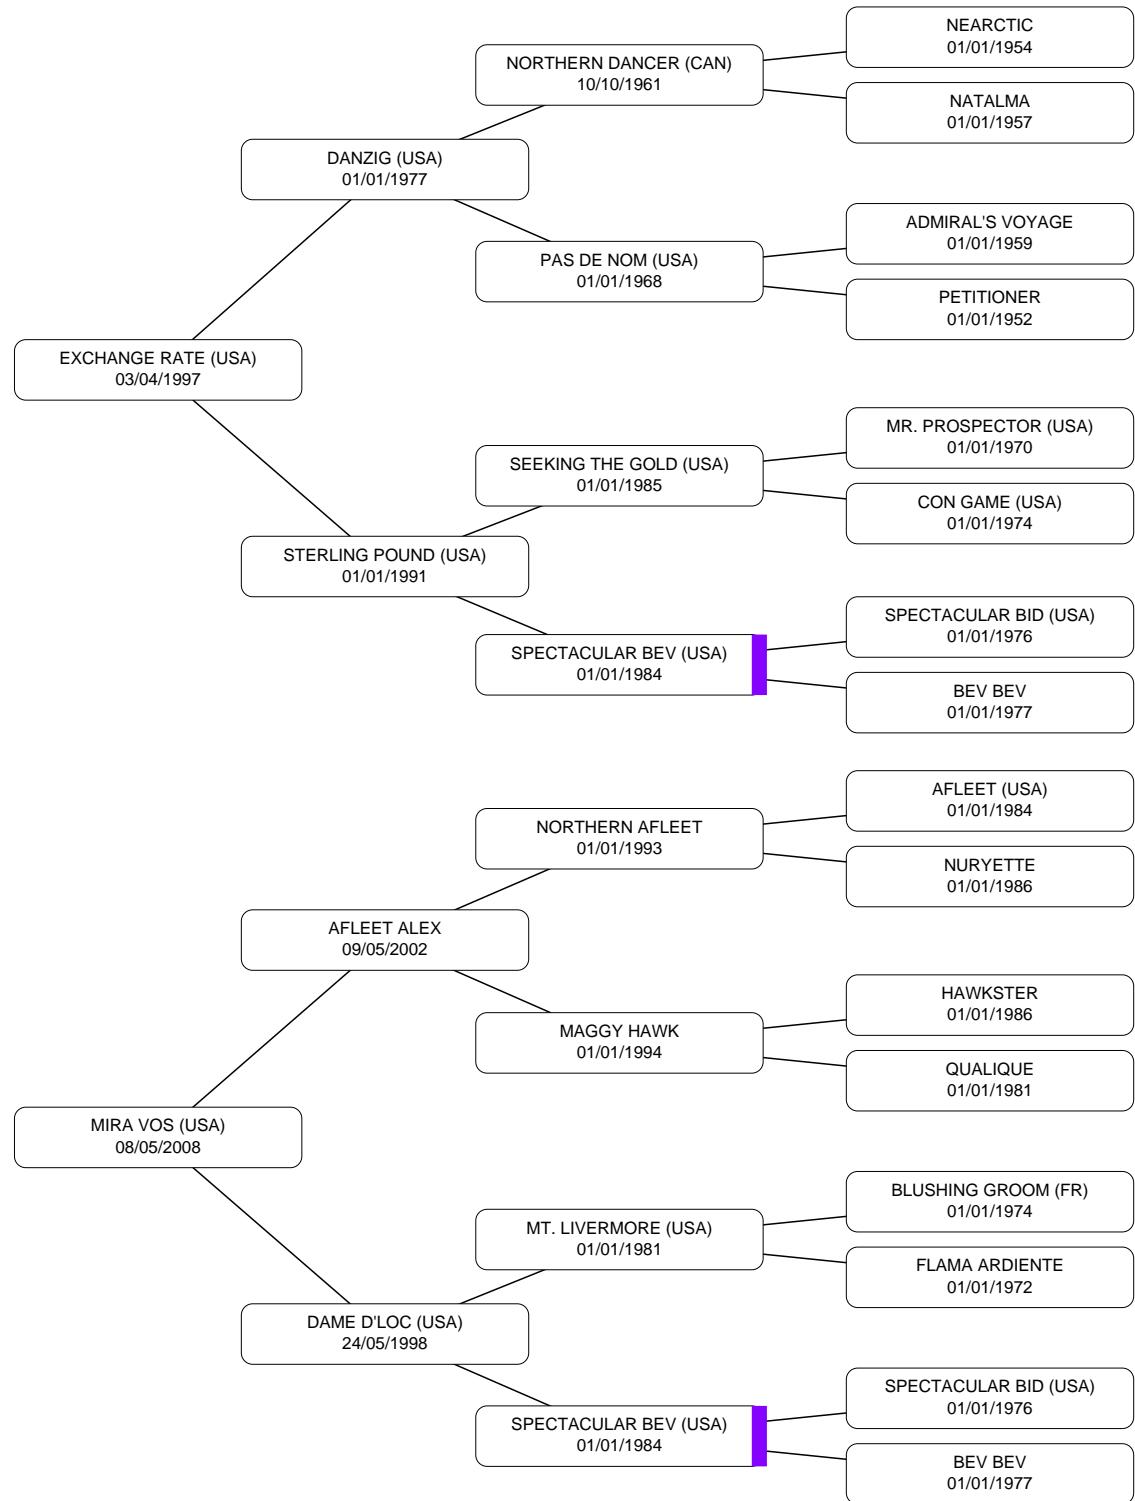 NEARCTIC
01/01/1954
NORTHERN DANCER (CAN)
10/10/1961
NATALMA
01/01/1957
DANZIG (USA)
01/01/1977
ADMIRAL'S VOYAGE
01/01/1959
PAS DE NOM (USA)
01/01/1968
PETITIONER
01/01/1952
EXCHANGE RATE (USA)
03/04/1997
MR. PROSPECTOR (USA)
01/01/1970
SEEKING THE GOLD (USA)
01/01/1985
CON GAME (USA)
01/01/1974
STERLING POUND (USA)
01/01/1991
SPECTACULAR BID (USA)
01/01/1976
SPECTACULAR BEV (USA)
01/01/1984
BEV BEV
01/01/1977
AFLEET (USA)
01/01/1984
NORTHERN AFLEET
01/01/1993
NURYETTE
01/01/1986
AFLEET ALEX
09/05/2002
HAWKSTER
01/01/1986
MAGGY HAWK
01/01/1994
QUALIQUE
01/01/1981
MIRA VOS (USA)
08/05/2008
BLUSHING GROOM (FR)
01/01/1974
MT. LIVERMORE (USA)
01/01/1981
FLAMA ARDIENTE
01/01/1972
DAME D'LOC (USA)
24/05/1998
SPECTACULAR BID (USA)
01/01/1976
SPECTACULAR BEV (USA)
01/01/1984
BEV BEV
01/01/1977